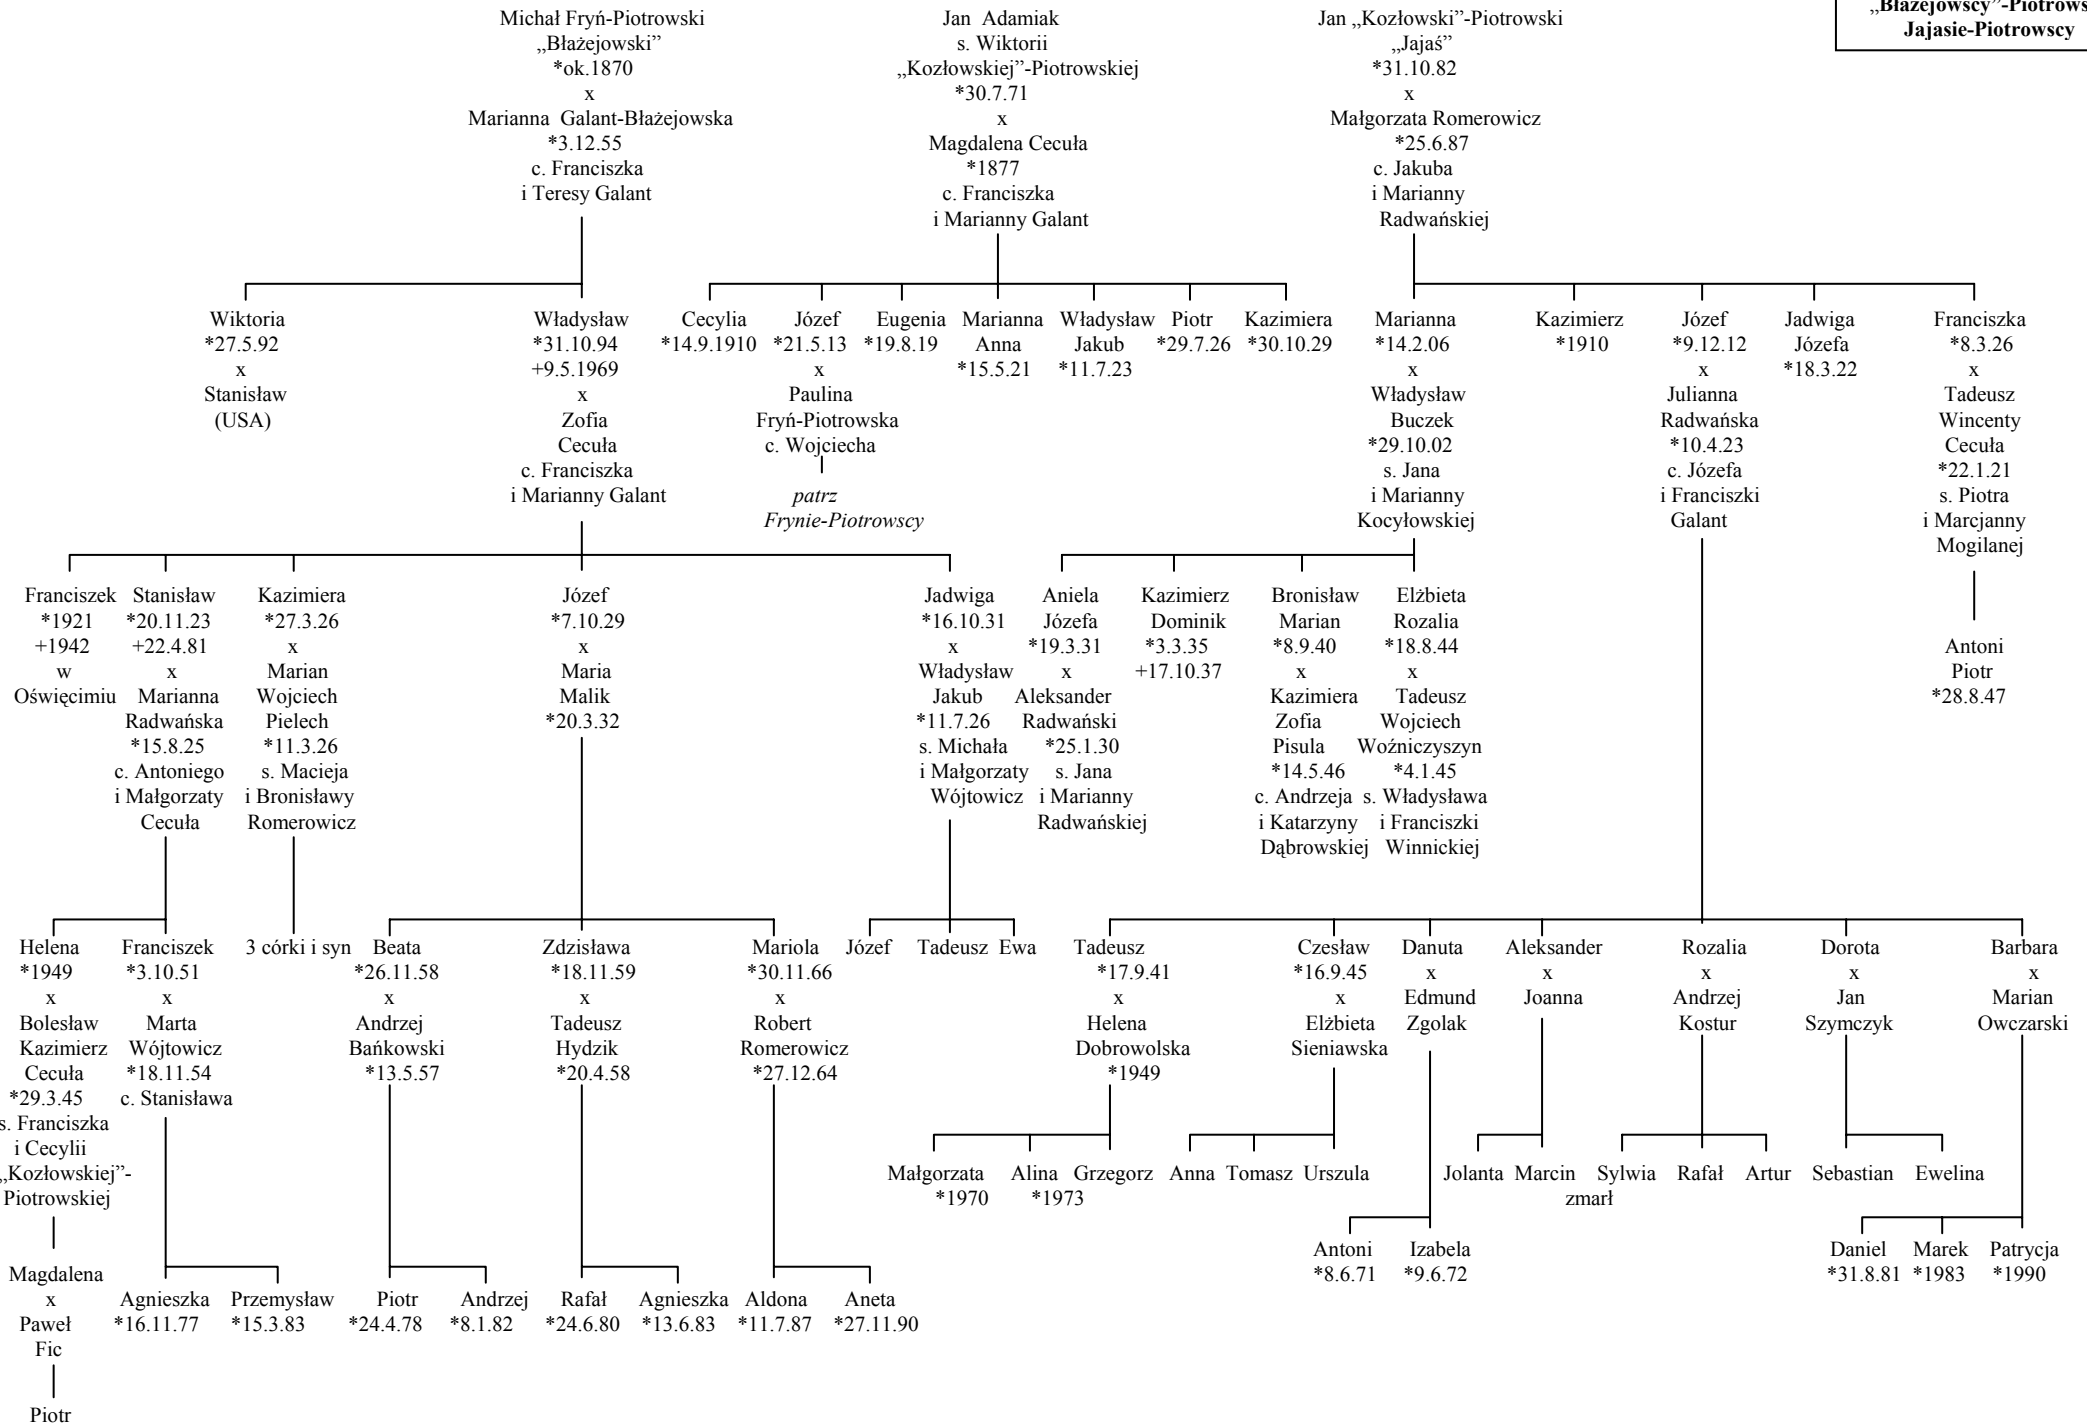 „Błażejowscy”-Piotrows
Jajasie-Piotrowscy
Michał Fryń-Piotrowski
„Błażejowski”
*ok.1870
x
Marianna Galant-Błażejowska
*3.12.55
c. Franciszka
i Teresy Galant
Jan Adamiak
s. Wiktorii
„Kozłowskiej”-Piotrowskiej
*30.7.71
x
Magdalena Cecuła
*1877
c. Franciszka
i Marianny Galant
Jan „Kozłowski”-Piotrowski
„Jajaś”
*31.10.82
x
Małgorzata Romerowicz
*25.6.87
c. Jakuba
i Marianny
Radwańskiej
Wiktoria
*27.5.92
x
Stanisław
(USA)
Władysław
*31.10.94
+9.5.1969
x
Zofia
Cecuła
c. Franciszka
i Marianny Galant
Cecylia
*14.9.1910
Józef
*21.5.13
x
Paulina
Fryń-Piotrowska
c. Wojciecha
patrz
Frynie-Piotrowscy
Eugenia
*19.8.19
Marianna
Anna
*15.5.21
Władysław
Jakub
*11.7.23
Piotr
*29.7.26
Kazimiera
*30.10.29
Marianna
*14.2.06
x
Władysław
Buczek
*29.10.02
s. Jana
i Marianny
Kocyłowskiej
Kazimierz
*1910
Józef
*9.12.12
x
Julianna
Radwańska
*10.4.23
c. Józefa
i Franciszki
Galant
Jadwiga
Józefa
*18.3.22
Franciszka
*8.3.26
x
Tadeusz
Wincenty
Cecuła
*22.1.21
s. Piotra
i Marcjanny
Mogilanej
Franciszek
*1921
+1942
w
Oświęcimiu
Stanisław
*20.11.23
+22.4.81
x
Marianna
Radwańska
*15.8.25
c. Antoniego
i Małgorzaty
Cecuła
Kazimiera
*27.3.26
x
Marian
Wojciech
Pielech
*11.3.26
s. Macieja
i Bronisławy
Romerowicz
Józef
*7.10.29
x
Maria
Malik
*20.3.32
Jadwiga
*16.10.31
x
Władysław
Jakub
*11.7.26
s. Michała
i Małgorzaty
Wójtowicz
Aniela
Józefa
*19.3.31
x
Aleksander
Radwański
*25.1.30
s. Jana
i Marianny
Radwańskiej
Kazimierz
Dominik
*3.3.35
+17.10.37
Bronisław
Marian
*8.9.40
x
Kazimiera
Zofia
Pisula
*14.5.46
c. Andrzeja
i Katarzyny
Dąbrowskiej
Elżbieta
Rozalia
*18.8.44
x
Tadeusz
Wojciech
Woźniczyszyn
*4.1.45
s. Władysława
i Franciszki
Winnickiej
Antoni
Piotr
*28.8.47
Helena
*1949
x
Bolesław
Kazimierz
Cecuła
*29.3.45
s. Franciszka
i Cecylii
„Kozłowskiej”-
Piotrowskiej
Franciszek
*3.10.51
x
Marta
Wójtowicz
*18.11.54
c. Stanisława
3 córki i syn
Beata
*26.11.58
x
Andrzej
Bańkowski
*13.5.57
Zdzisława
*18.11.59
x
Tadeusz
Hydzik
*20.4.58
Mariola
*30.11.66
x
Robert
Romerowicz
*27.12.64
Józef
Tadeusz
Ewa
Tadeusz
*17.9.41
x
Helena
Dobrowolska
*1949
Czesław
*16.9.45
x
Elżbieta
Sieniawska
Danuta
x
Edmund
Zgolak
Aleksander
x
Joanna
Rozalia
x
Andrzej
Kostur
Dorota
x
Jan
Szymczyk
Barbara
x
Marian
Owczarski
Małgorzata
*1970
Alina
*1973
Grzegorz
Anna
Tomasz
Urszula
Jolanta
Marcin
zmarł
Sylwia
Rafał
Artur
Sebastian
Ewelina
Antoni
*8.6.71
Izabela
*9.6.72
Daniel
*31.8.81
Marek
*1983
Patrycja
*1990
Magdalena
x
Paweł
Fic
Agnieszka
*16.11.77
Przemysław
*15.3.83
Piotr
*24.4.78
Andrzej
*8.1.82
Rafał
*24.6.80
Agnieszka
*13.6.83
Aldona
*11.7.87
Aneta
*27.11.90
Piotr